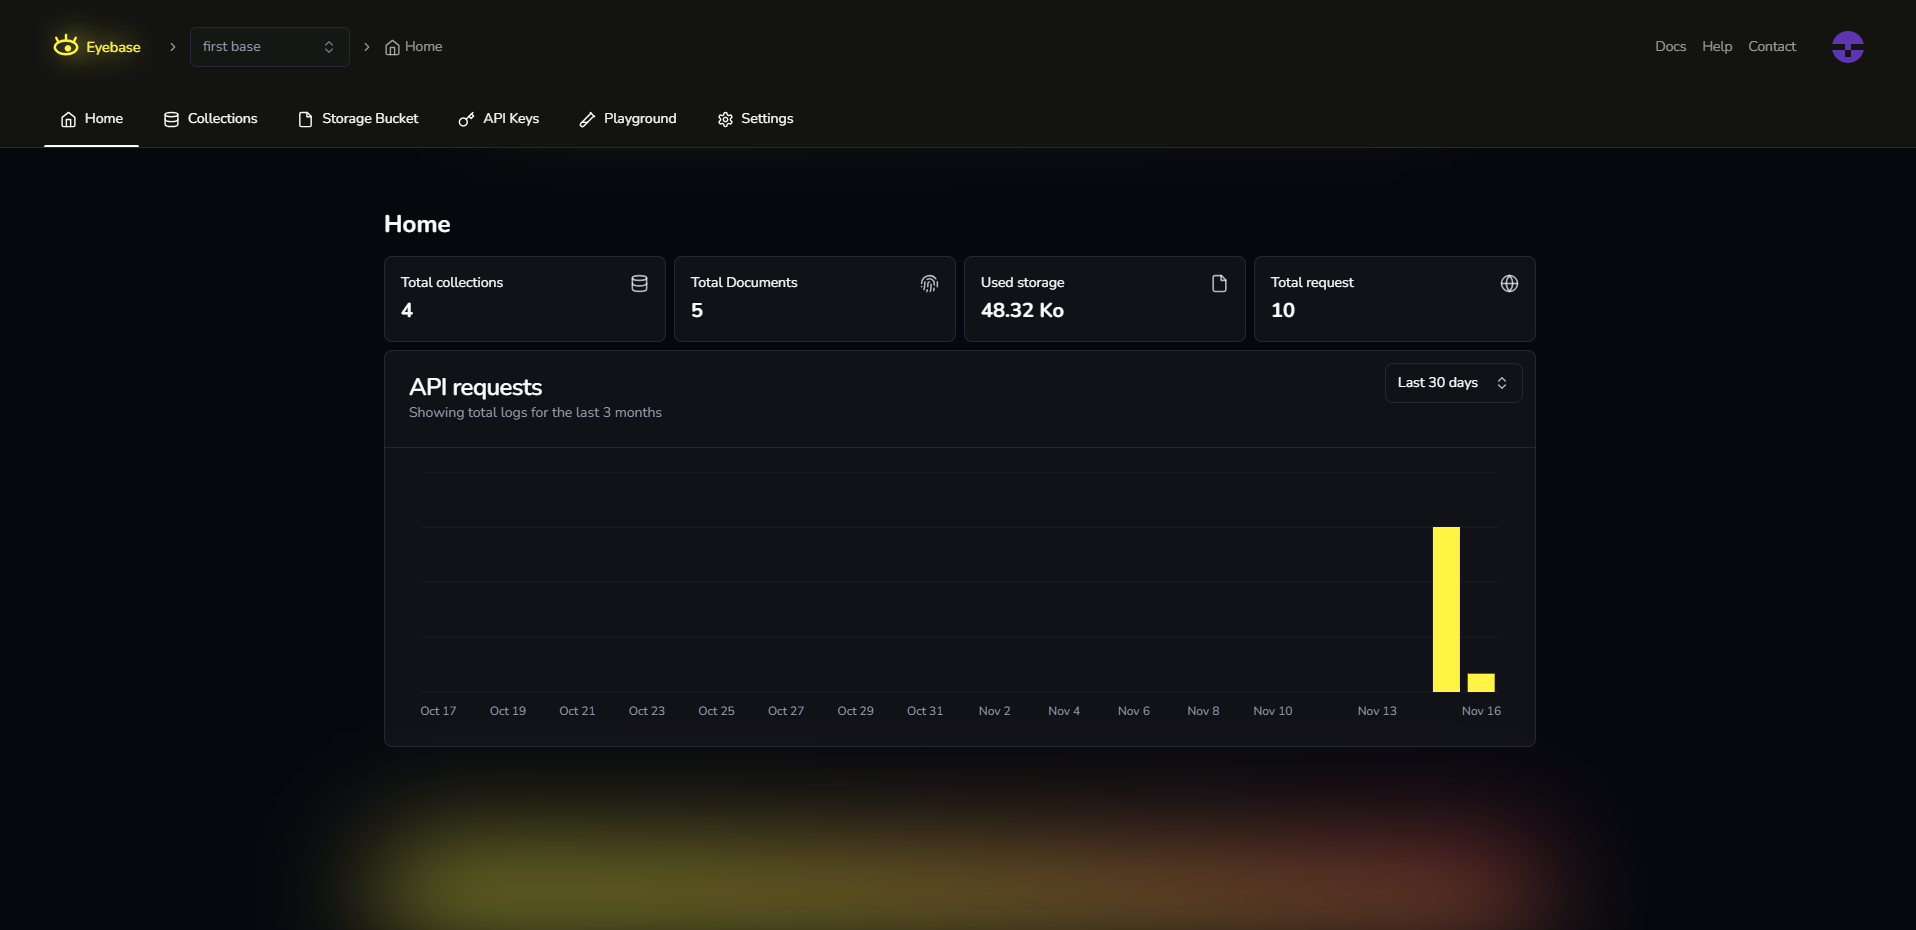 Eyebase
first base
Home
Docs
Help
Contact
Home
Collections
Storage Bucket
API Keys
Playground
Settings
Home
Total collections
4
Total Documents
5
Used storage
48.32 Ko
Total request
10
API requests
Showing total logs for the last 3 months
Last 30 days
Oct 17 Oct 19 Oct 21 Oct 23 Oct 25 Oct 27 Oct 29 Oct 31 Nov 2 Nov 4 Nov 6 Nov 8 Nov 10 Nov 13 Nov 16